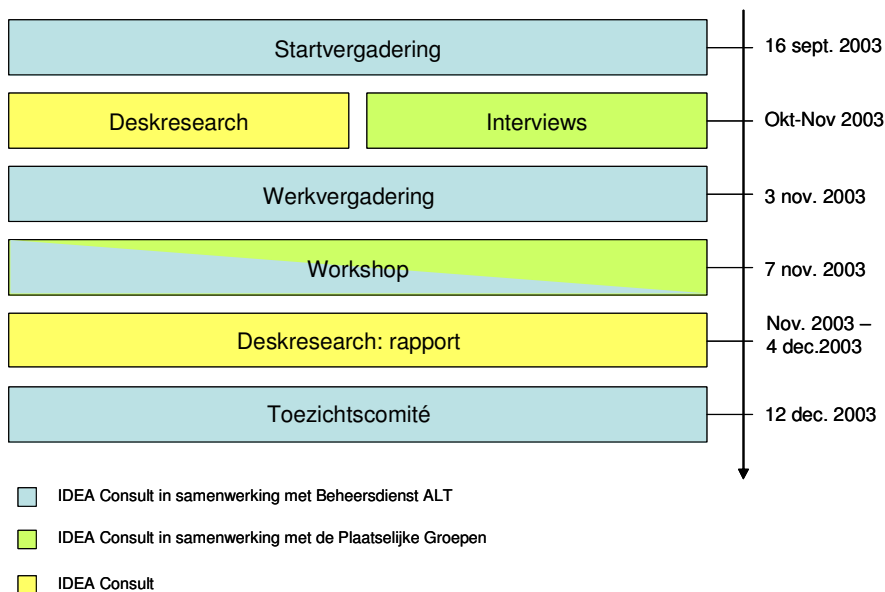 Startvergadering
16 sept. 2003
Deskresearch
Interviews
Okt-Nov 2003
Werkvergadering
3 nov. 2003
Workshop
7 nov. 2003
Deskresearch: rapport
Nov. 2003 –
4 dec.2003
Toezichtscomité
12 dec. 2003
IDEA Consult in samenwerking met Beheersdienst ALT
IDEA Consult in samenwerking met de Plaatselijke Groepen
IDEA Consult